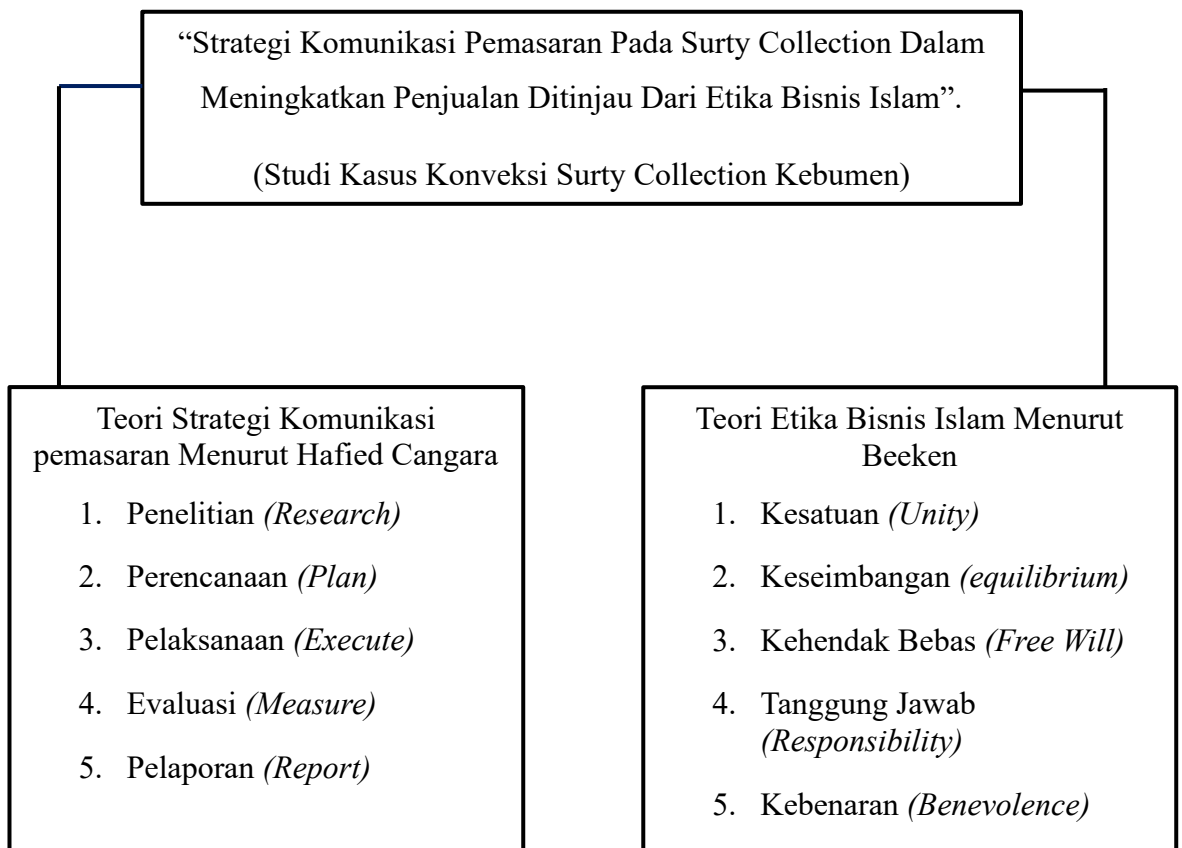 “Strategi Komunikasi Pemasaran Pada Surty Collection Dalam
Meningkatkan Penjualan Ditinjau Dari Etika Bisnis Islam”.
(Studi Kasus Konveksi Surty Collection Kebumen)
Teori Strategi Komunikasi
pemasaran Menurut Hafied Cangara
1. Penelitian (Research)
2. Perencanaan (Plan)
3. Pelaksanaan (Execute)
4. Evaluasi (Measure)
5. Pelaporan (Report)
Teori Etika Bisnis Islam Menurut
Beeken
1. Kesatuan (Unity)
2. Keseimbangan (equilibrium)
3. Kehendak Bebas (Free Will)
4. Tanggung Jawab
(Responsibility)
5. Kebenaran (Benevolence)